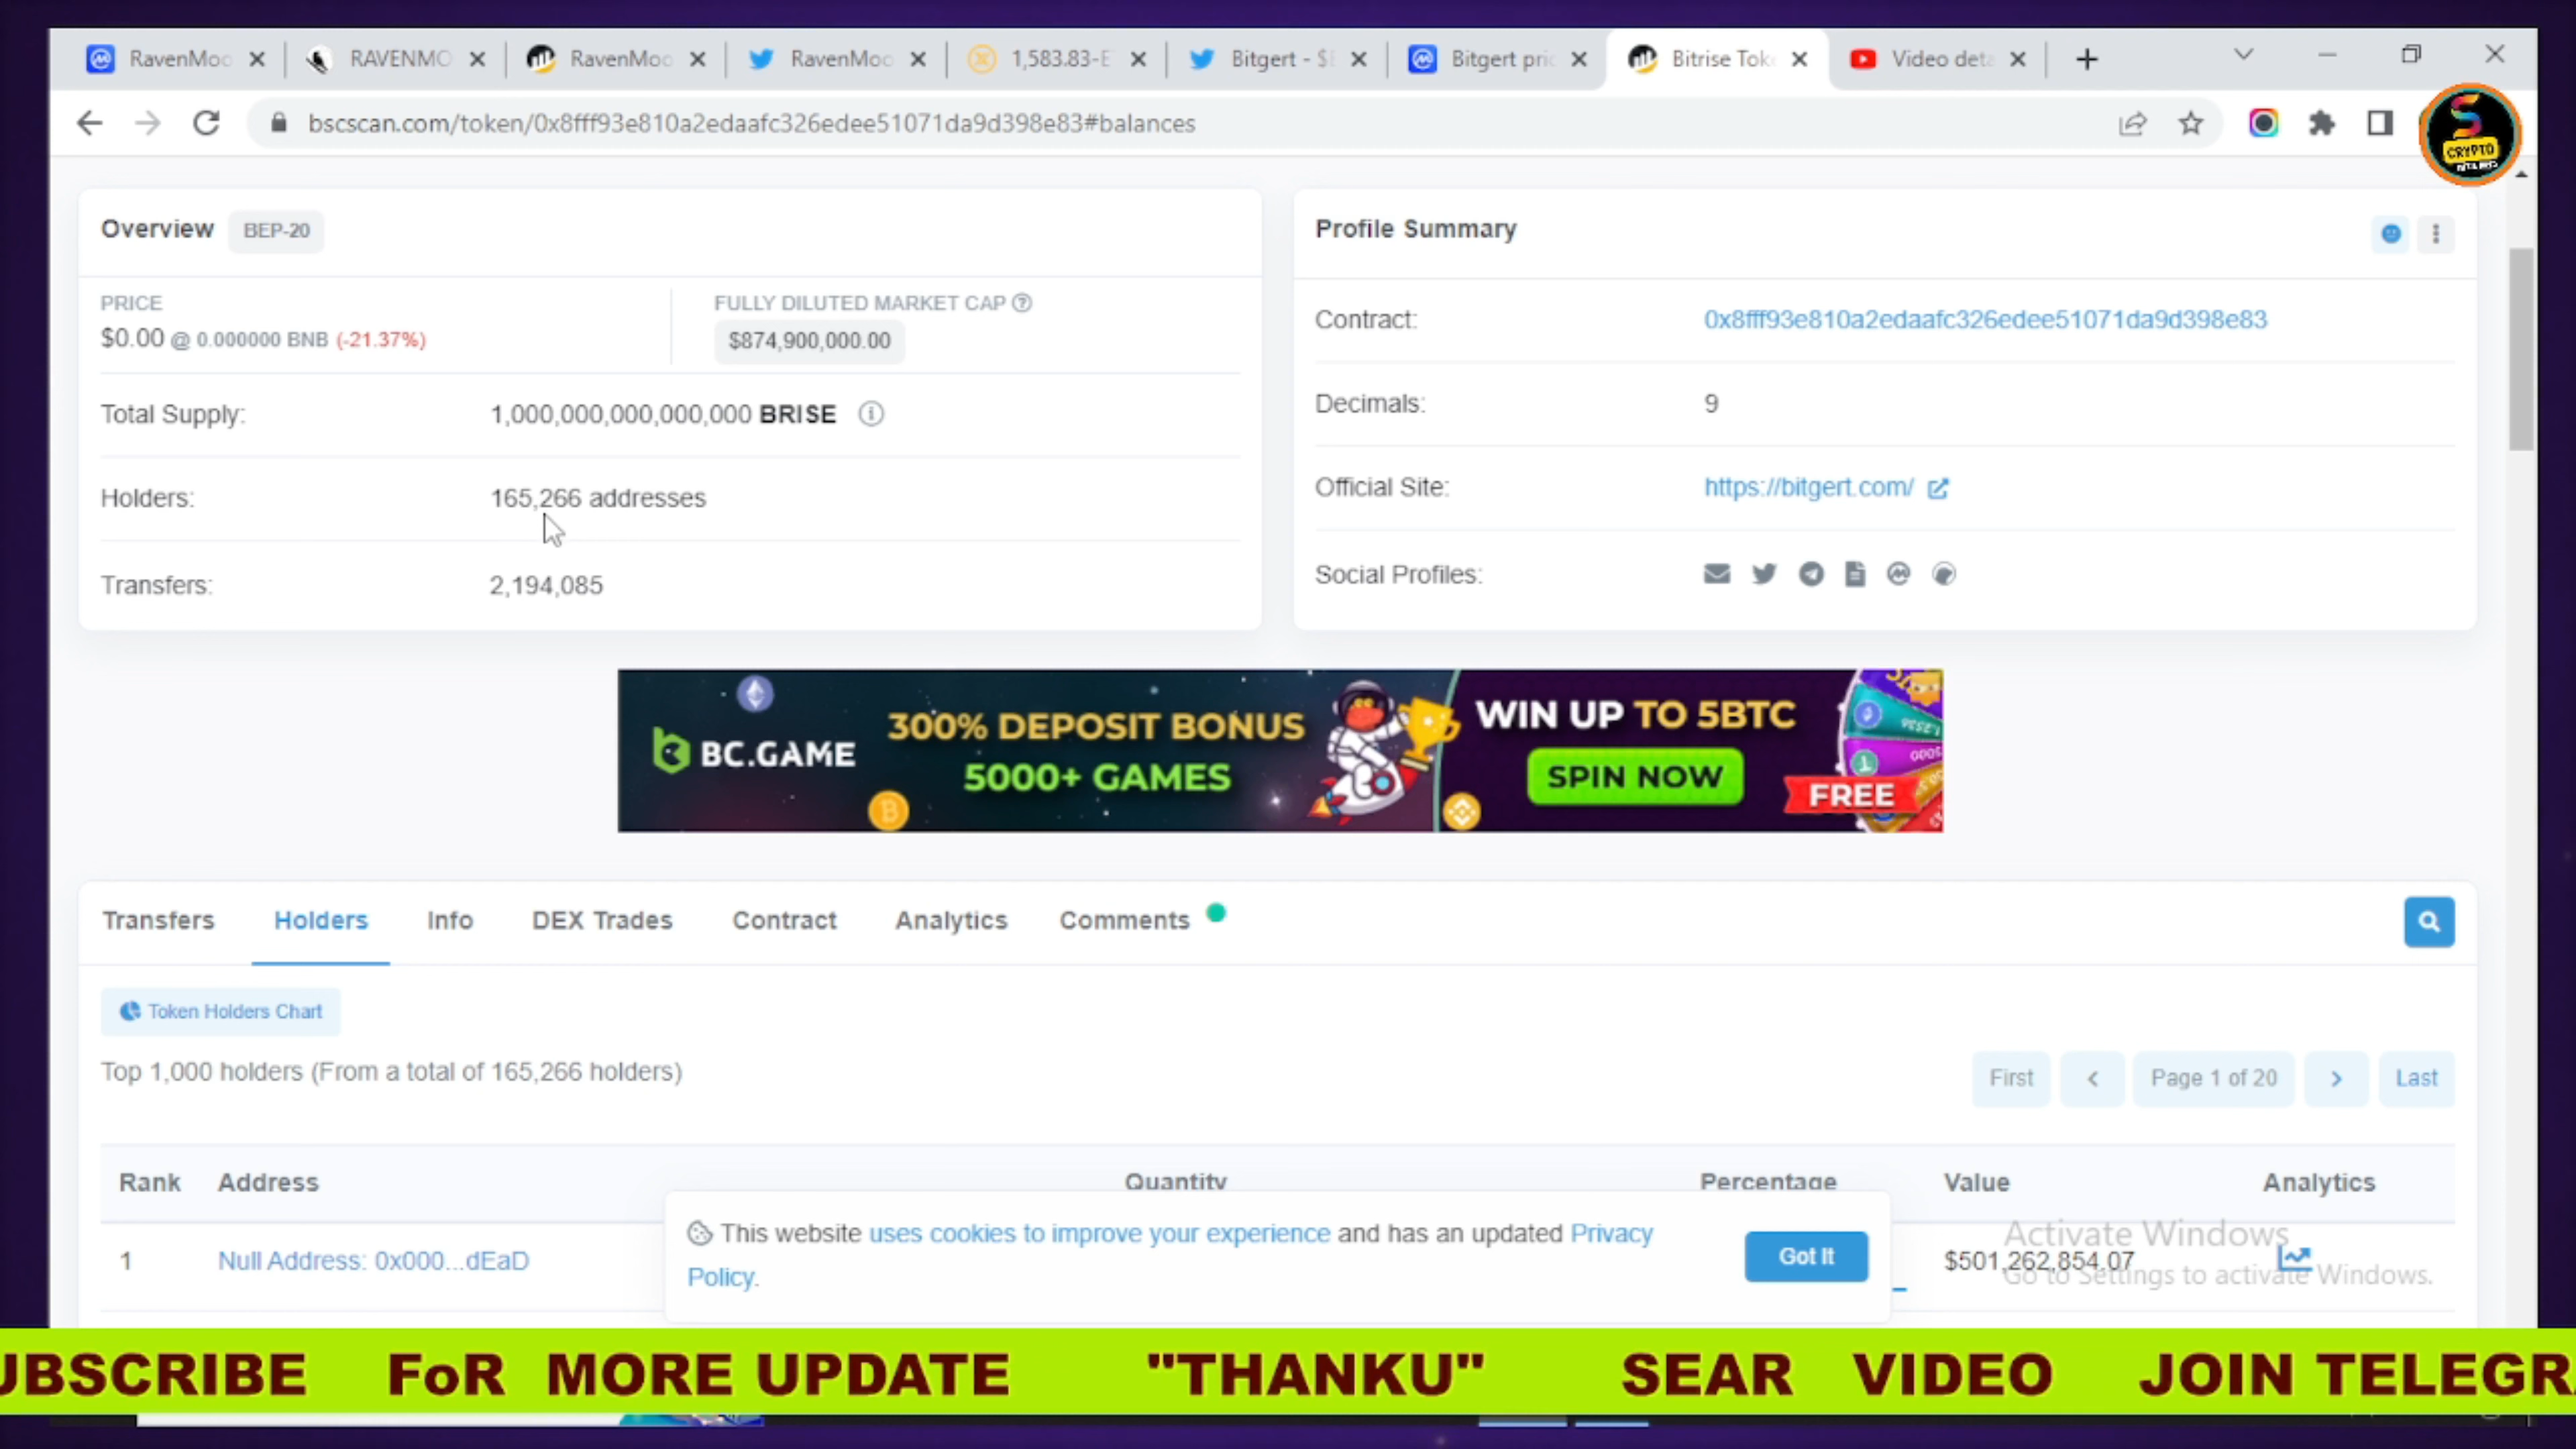 RavenMoo
RAVENMO
RavenMoo
RavenMoo
1,583.83-E
Bitgert - $
Bitgert pric
Bitrise Tok
Video deta
bscscan.com/token/0x8fff93e810a2edaafc326edee51071da9d398e83#balances
CRYPTO
Overview BEP-20
PRICE
$0.00 @ 0.000000 BNB (-21.37%)
FULLY DILUTED MARKET CAP
$874,900,000.00
Total Supply: 1,000,000,000,000,000 BRISE
Holders: 165,266 addresses
Transfers: 2,194,085
Profile Summary
Contract: 0x8fff93e810a2edaafc326edee51071da9d398e83
Decimals: 9
Official Site: https://bitgert.com/
Social Profiles:
BC.GAME
300% DEPOSIT BONUS
5000+ GAMES
WIN UP TO 5BTC
SPIN NOW
FREE
Transfers Holders Info DEX Trades Contract Analytics Comments
Token Holders Chart
Top 1,000 holders (From a total of 165,266 holders)
First < Page 1 of 20 > Last
Rank Address Quantity Percentage Value Analytics
1 Null Address: 0x000...dEaD $501,262,854.07
This website uses cookies to improve your experience and has an updated Privacy
Policy.
Got It
Activate Windows
Go to Settings to activate Windows.
UBSCRIBE FoR MORE UPDATE "THANKU" SEAR VIDEO JOIN TELEGR